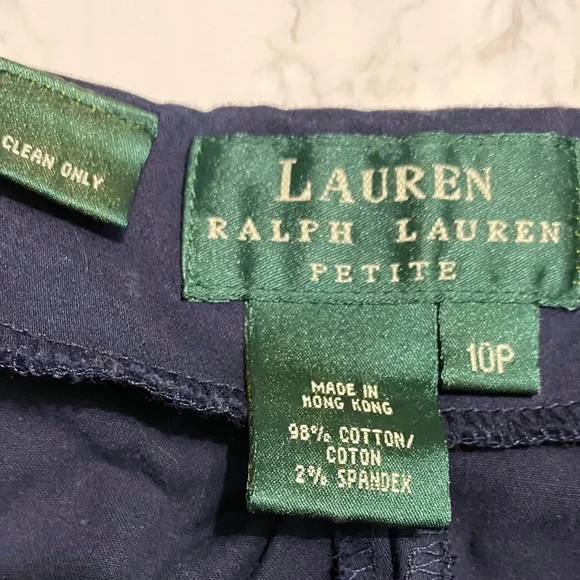 CLEAN ONLY
LAUREN
RALPH LAUREN
PETITE
10P
MADE IN
HONG KONG
98% COTTON/
COTON
2% SPANDEX